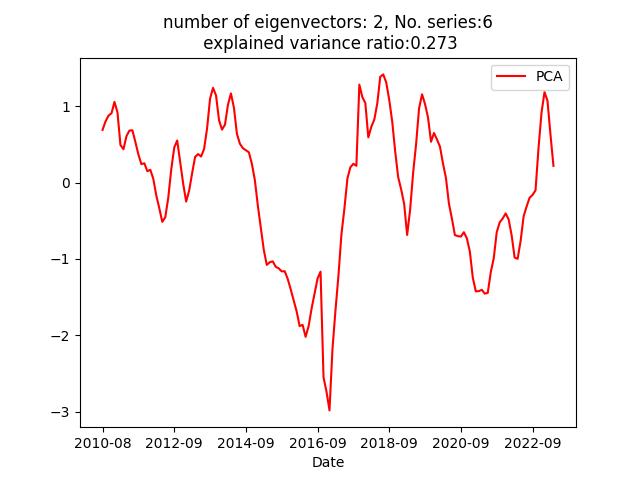 number of eigenvectors: 2, No. series:6
explained variance ratio:0.273
PCA
1
0
−1
−2
−3
2010-08 2012-09 2014-09 2016-09 2018-09 2020-09 2022-09
Date